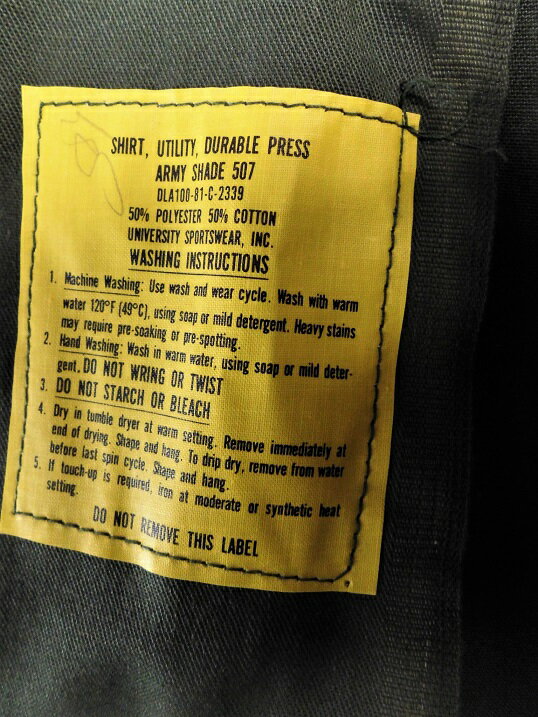 SHIRT, UTILITY, DURABLE PRESS
ARMY SHADE 507
DLA100-81-C-2339
50% POLYESTER 50% COTTON
UNIVERSITY SPORTSWEAR, INC.
WASHING INSTRUCTIONS
1. Machine Washing: Use wash and wear cycle. Wash with warm
water 120°F (49°C), using soap or mild detergent. Heavy stains
may require pre-soaking or pre-spotting.
2. Hand Washing: Wash in warm water, using soap or mild deter-
gent. DO NOT WRING OR TWIST
3. DO NOT STARCH OR BLEACH
4. Dry in tumble dryer at warm setting. Remove immediately at
end of drying. Shape and hang. To drip dry, remove from water
before last spin cycle. Shape and hang.
5. If touch-up is required, iron at moderate or synthetic heat
setting.
DO NOT REMOVE THIS LABEL